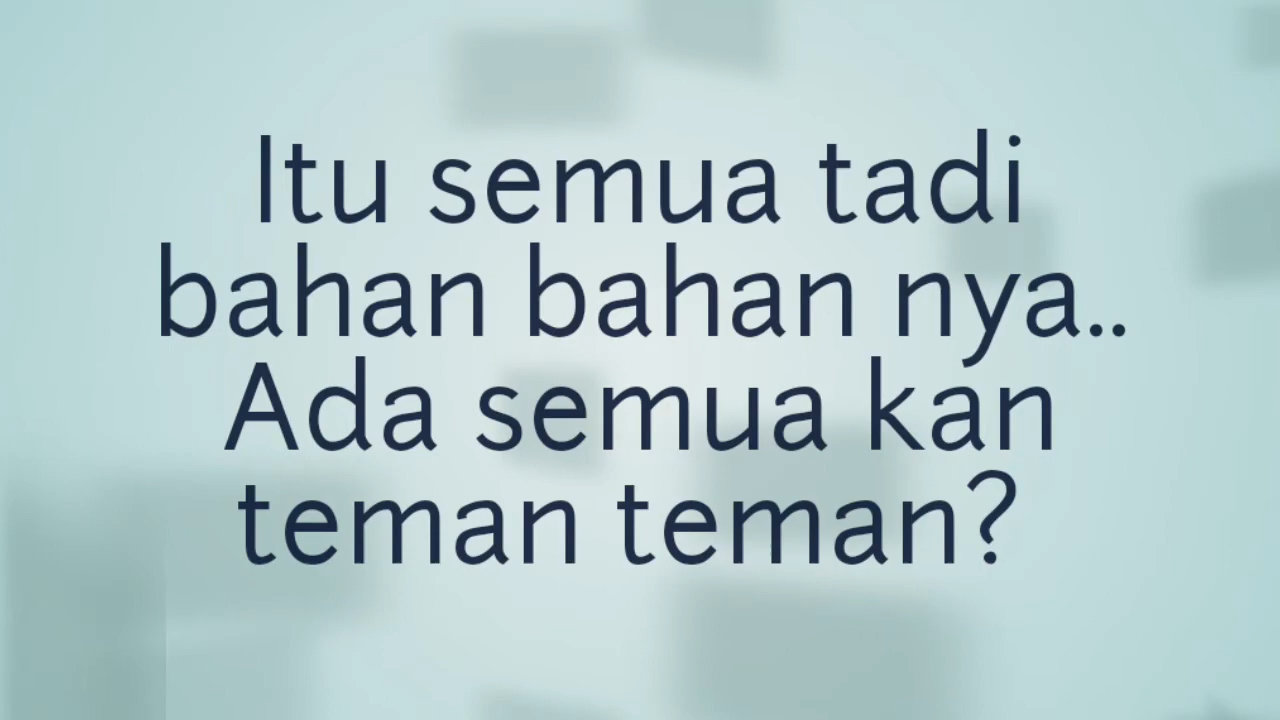 Itu semua tadi
bahan bahan nya..
Ada semua kan
teman teman?